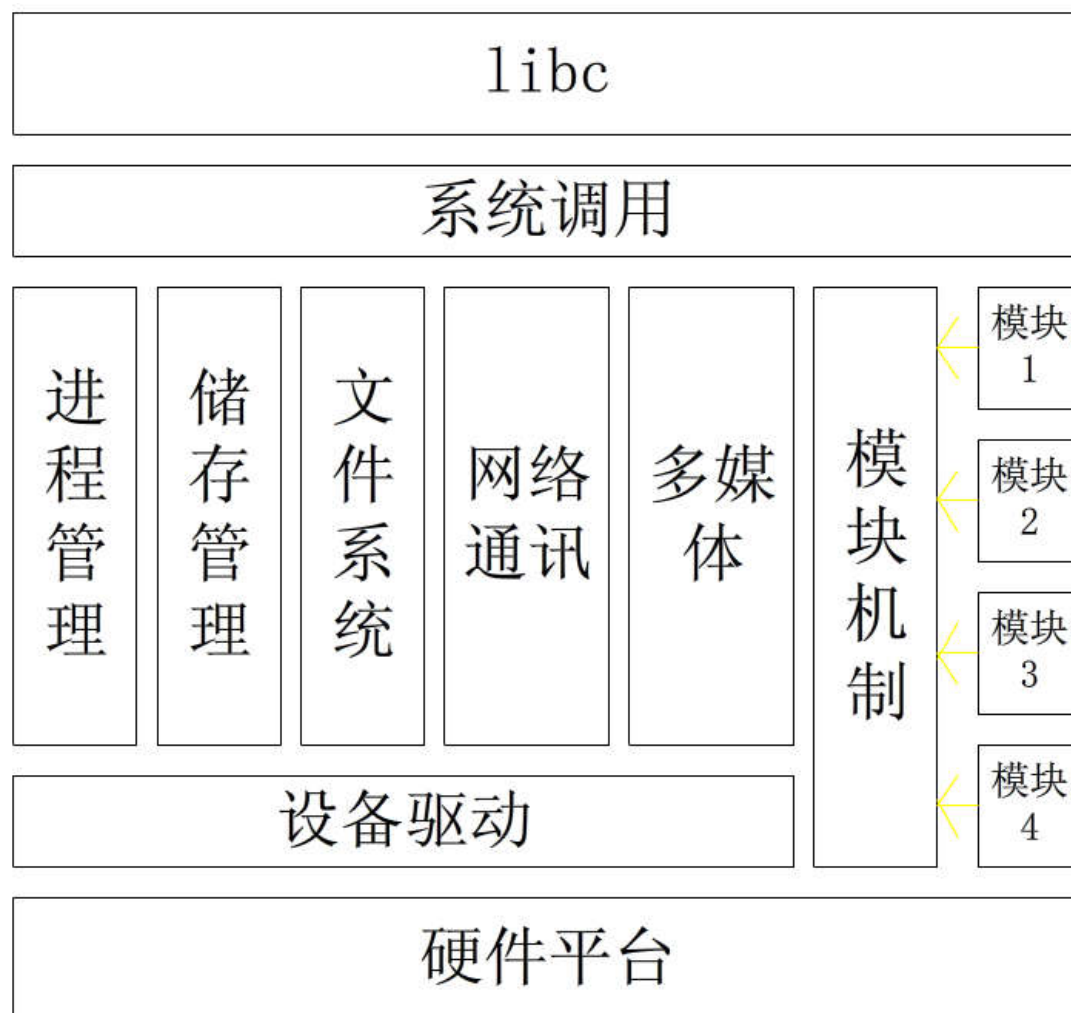 libc
系统调用
进程管理
储存管理
文件系统
网络
通讯
多媒
体
模块机制
模块
1
模块
2
模块
3
模块
4
设备驱动
硬件平台